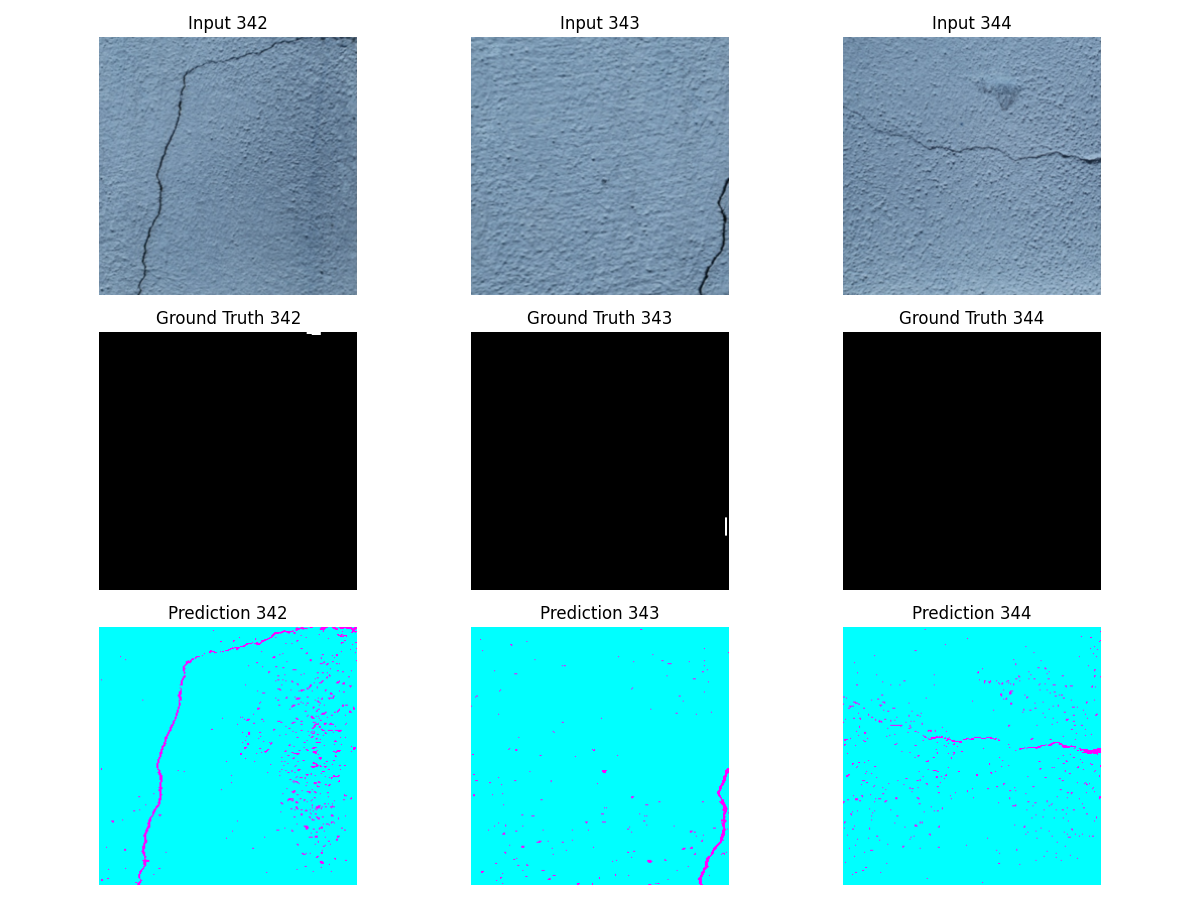 Input 342
Input 343
Input 344
Ground Truth 342
Ground Truth 343
Ground Truth 344
Prediction 342
Prediction 343
Prediction 344